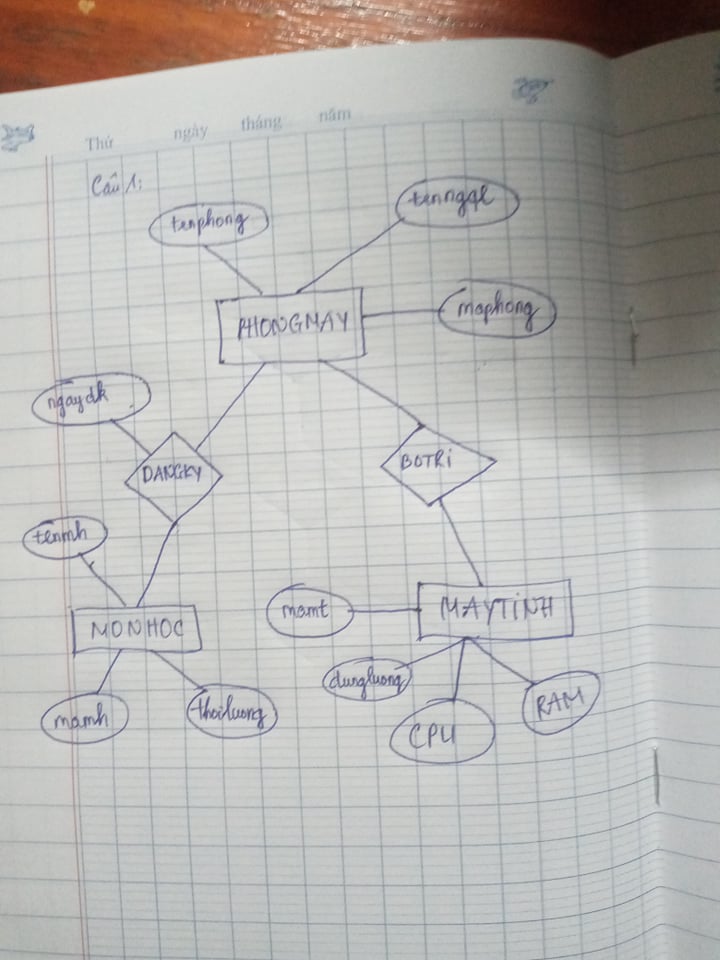 Thứ ngày tháng năm
Câu 1:
tenphong
tennqql
PHONGMAY
maphong
ngaydk
DANGKY
BOTRI
tenmh
MONHOC
mamt
MAYTINH
dungluong
mamh
thoiluong
CPU
RAM